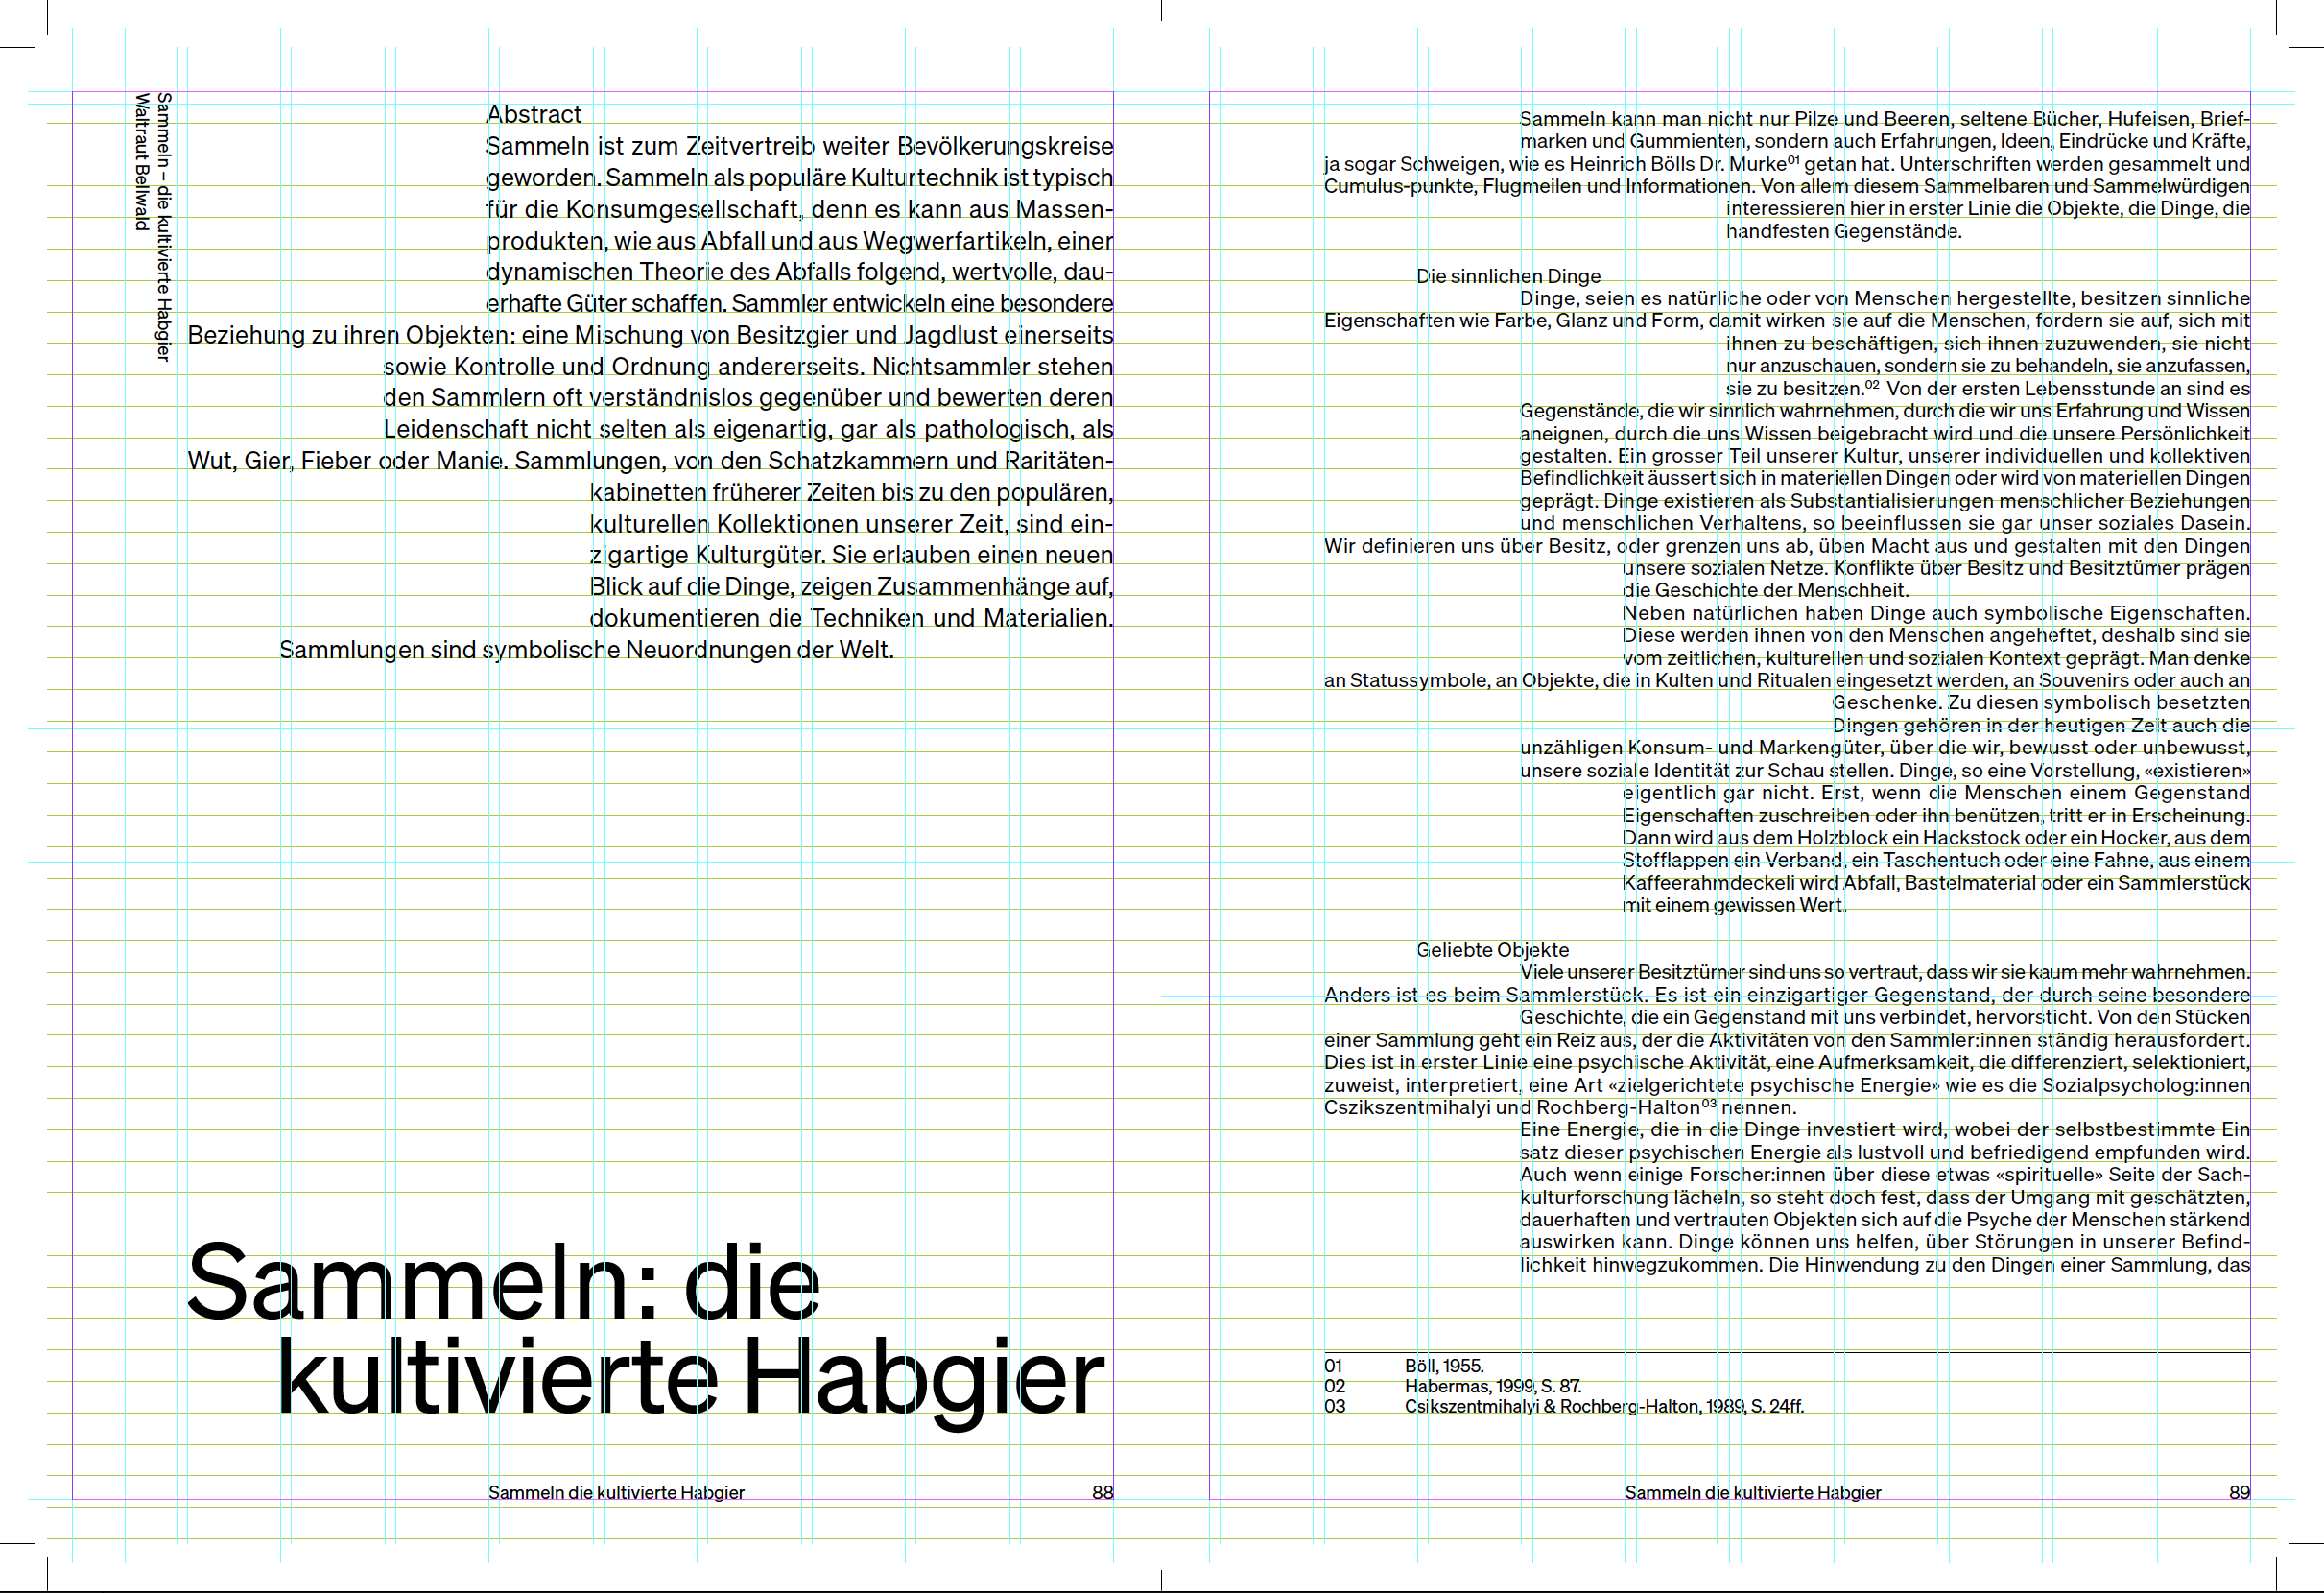 Sammeln – die kultivierte Habgier
Waltraut Bellwald
Abstract
Sammeln ist zum Zeitvertreib weiter Bevölkerungskreise
geworden. Sammeln als populäre Kulturtechnik ist typisch
für die Konsumgesellschaft, denn es kann aus Massen-
produkten, wie aus Abfall und aus Wegwerfartikeln, einer
dynamischen Theorie des Abfalls folgend, wertvolle, dau-
erhafte Güter schaffen. Sammler entwickeln eine besondere
Beziehung zu ihren Objekten: eine Mischung von Besitzgier und Jagdlust einerseits
sowie Kontrolle und Ordnung andererseits. Nichtsammler stehen
den Sammlern oft verständnislos gegenüber und bewerten deren
Leidenschaft nicht selten als eigenartig, gar als pathologisch, als
Wut, Gier, Fieber oder Manie. Sammlungen, von den Schatzkammern und Raritäten-
kabinetten früherer Zeiten bis zu den populären,
kulturellen Kollektionen unserer Zeit, sind ein-
zigartige Kulturgüter. Sie erlauben einen neuen
Blick auf die Dinge, zeigen Zusammenhänge auf,
dokumentieren die Techniken und Materialien.
Sammlungen sind symbolische Neuordnungen der Welt.
Sammeln: die
kultivierte Habgier
Sammeln die kultivierte Habgier 88
Sammeln kann man nicht nur Pilze und Beeren, seltene Bücher, Hufeisen, Brief-
marken und Gummienten, sondern auch Erfahrungen, Ideen, Eindrücke und Kräfte,
ja sogar Schweigen, wie es Heinrich Bölls Dr. Murke⁰¹ getan hat. Unterschriften werden gesammelt und
Cumulus-punkte, Flugmeilen und Informationen. Von allem diesem Sammelbaren und Sammelwürdigen
interessieren hier in erster Linie die Objekte, die Dinge, die
handfesten Gegenstände.
Die sinnlichen Dinge
Dinge, seien es natürliche oder von Menschen hergestellte, besitzen sinnliche
Eigenschaften wie Farbe, Glanz und Form, damit wirken sie auf die Menschen, fordern sie auf, sich mit
ihnen zu beschäftigen, sich ihnen zuzuwenden, sie nicht
nur anzuschauen, sondern sie zu behandeln, sie anzufassen,
sie zu besitzen.⁰² Von der ersten Lebensstunde an sind es
Gegenstände, die wir sinnlich wahrnehmen, durch die wir uns Erfahrung und Wissen
aneignen, durch die uns Wissen beigebracht wird und die unsere Persönlichkeit
gestalten. Ein grosser Teil unserer Kultur, unserer individuellen und kollektiven
Befindlichkeit äussert sich in materiellen Dingen oder wird von materiellen Dingen
geprägt. Dinge existieren als Substantialisierungen menschlicher Beziehungen
und menschlichen Verhaltens, so beeinflussen sie gar unser soziales Dasein.
Wir definieren uns über Besitz, oder grenzen uns ab, üben Macht aus und gestalten mit den Dingen
unsere sozialen Netze. Konflikte über Besitz und Besitztümer prägen
die Geschichte der Menschheit.
Neben natürlichen haben Dinge auch symbolische Eigenschaften.
Diese werden ihnen von den Menschen angeheftet, deshalb sind sie
vom zeitlichen, kulturellen und sozialen Kontext geprägt. Man denke
an Statussymbole, an Objekte, die in Kulten und Ritualen eingesetzt werden, an Souvenirs oder auch an
Geschenke. Zu diesen symbolisch besetzten
Dingen gehören in der heutigen Zeit auch die
unzähligen Konsum- und Markengüter, über die wir, bewusst oder unbewusst,
unsere soziale Identität zur Schau stellen. Dinge, so eine Vorstellung, «existieren»
eigentlich gar nicht. Erst, wenn die Menschen einem Gegenstand
Eigenschaften zuschreiben oder ihn benützen, tritt er in Erscheinung.
Dann wird aus dem Holzblock ein Hackstock oder ein Hocker, aus dem
Stofflappen ein Verband, ein Taschentuch oder eine Fahne, aus einem
Kaffeerahmdeckeli wird Abfall, Bastelmaterial oder ein Sammlerstück
mit einem gewissen Wert.
Geliebte Objekte
Viele unserer Besitztümer sind uns so vertraut, dass wir sie kaum mehr wahrnehmen.
Anders ist es beim Sammlerstück. Es ist ein einzigartiger Gegenstand, der durch seine besondere
Geschichte, die ein Gegenstand mit uns verbindet, hervorsticht. Von den Stücken
einer Sammlung geht ein Reiz aus, der die Aktivitäten von den Sammler:innen ständig herausfordert.
Dies ist in erster Linie eine psychische Aktivität, eine Aufmerksamkeit, die differenziert, selektioniert,
zuweist, interpretiert, eine Art «zielgerichtete psychische Energie» wie es die Sozialpsycholog:innen
Cszikszentmihalyi und Rochberg-Halton⁰³ nennen.
Eine Energie, die in die Dinge investiert wird, wobei der selbstbestimmte Ein
satz dieser psychischen Energie als lustvoll und befriedigend empfunden wird.
Auch wenn einige Forscher:innen über diese etwas «spirituelle» Seite der Sach-
kulturforschung lächeln, so steht doch fest, dass der Umgang mit geschätzten,
dauerhaften und vertrauten Objekten sich auf die Psyche der Menschen stärkend
auswirken kann. Dinge können uns helfen, über Störungen in unserer Befind-
lichkeit hinwegzukommen. Die Hinwendung zu den Dingen einer Sammlung, das
01 Böll, 1955.
02 Habermas, 1999, S. 87.
03 Csikszentmihalyi & Rochberg-Halton, 1989, S. 24ff.
Sammeln die kultivierte Habgier 89